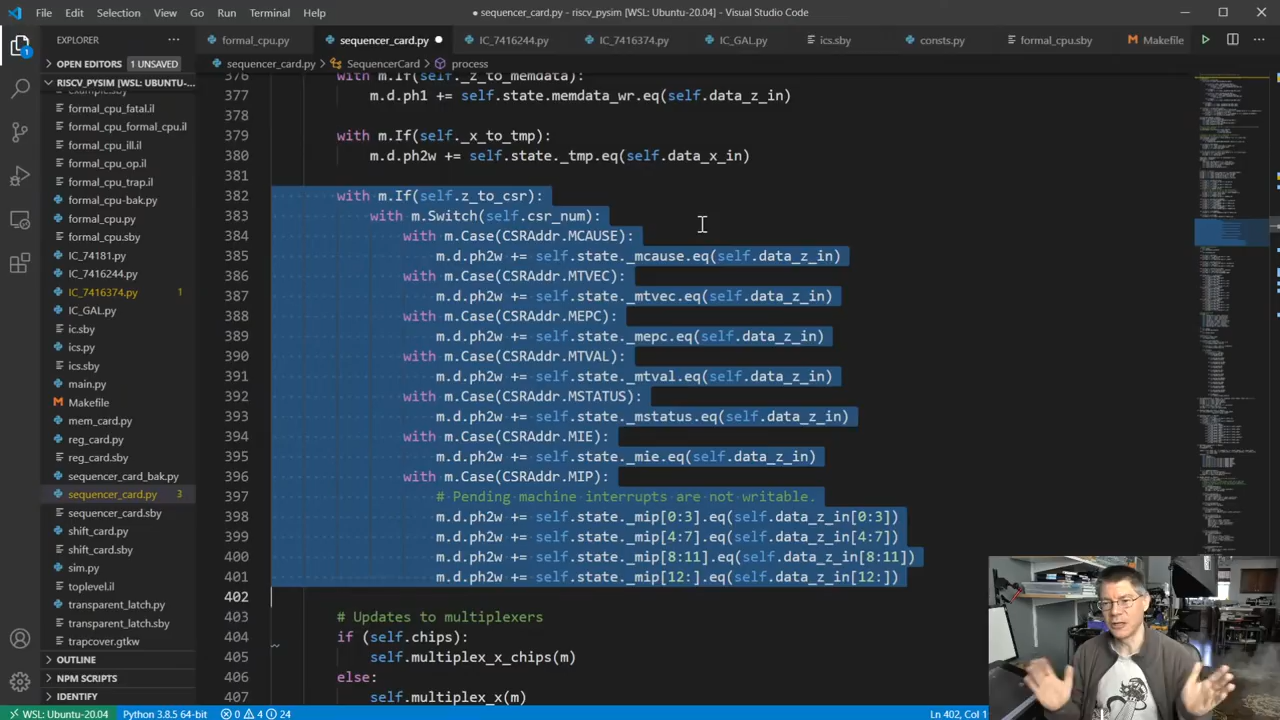 File Edit Selection View Go Run Terminal Help
● sequencer_card.py - riscv_pysim [WSL: Ubuntu-20.04] - Visual Studio Code
EXPLORER ...
formal_cpu.py
sequencer_card.py ●
IC_7416244.py
IC_7416374.py
IC_GAL.py
ics.sby
consts.py
formal_cpu.sby
Makefile
OPEN EDITORS 1 UNSAVED
sequencer_card.py > SequencerCard > process
RISCV_PYSIM [WSL: UBUNTU-...
formal_cpu_fatal.il
formal_cpu_formal_cpu.il
formal_cpu_ill.il
formal_cpu_op.il
formal_cpu_trap.il
formal_cpu-bak.py
formal_cpu.py
formal_cpu.sby
IC_74181.py
IC_7416244.py
IC_7416374.py 1
IC_GAL.py
ic.sby
ics.py
ics.sby
main.py
Makefile
mem_card.py
reg_card.py
reg_card.sby
sequencer_card_bak.py
sequencer_card.py 3
sequencer_card.sby
shift_card.py
shift_card.sby
sim.py
toplevel.il
transparent_latch.py
transparent_latch.sby
trapcover.gtkw
OUTLINE
NPM SCRIPTS
IDENTIFY
376 with m.If(self._z_to_memdata):
377 m.d.ph1 += self.state.memdata_wr.eq(self.data_z_in)
378
379 with m.If(self._x_to_tmp):
380 m.d.ph2w += self.state._tmp.eq(self.data_x_in)
381
382 with m.If(self.z_to_csr):
383 with m.Switch(self.csr_num):
384 with m.Case(CSRAddr.MCAUSE):
385 m.d.ph2w += self.state._mcause.eq(self.data_z_in)
386 with m.Case(CSRAddr.MTVEC):
387 m.d.ph2w += self.state._mtvec.eq(self.data_z_in)
388 with m.Case(CSRAddr.MEPC):
389 m.d.ph2w += self.state._mepc.eq(self.data_z_in)
390 with m.Case(CSRAddr.MTVAL):
391 m.d.ph2w += self.state._mtval.eq(self.data_z_in)
392 with m.Case(CSRAddr.MSTATUS):
393 m.d.ph2w += self.state._mstatus.eq(self.data_z_in)
394 with m.Case(CSRAddr.MIE):
395 m.d.ph2w += self.state._mie.eq(self.data_z_in)
396 with m.Case(CSRAddr.MIP):
397 # Pending machine interrupts are not writable.
398 m.d.ph2w += self.state._mip[0:3].eq(self.data_z_in[0:3])
399 m.d.ph2w += self.state._mip[4:7].eq(self.data_z_in[4:7])
400 m.d.ph2w += self.state._mip[8:11].eq(self.data_z_in[8:11])
401 m.d.ph2w += self.state._mip[12:].eq(self.data_z_in[12:])
402
403 # Updates to multiplexers
404 if (self.chips):
405 self.multiplex_x_chips(m)
406 else:
407 self.multiplex_x(m)
WSL: Ubuntu-20.04 Python 3.8.5 64-bit 0 4 24 Ln 402, Col 1